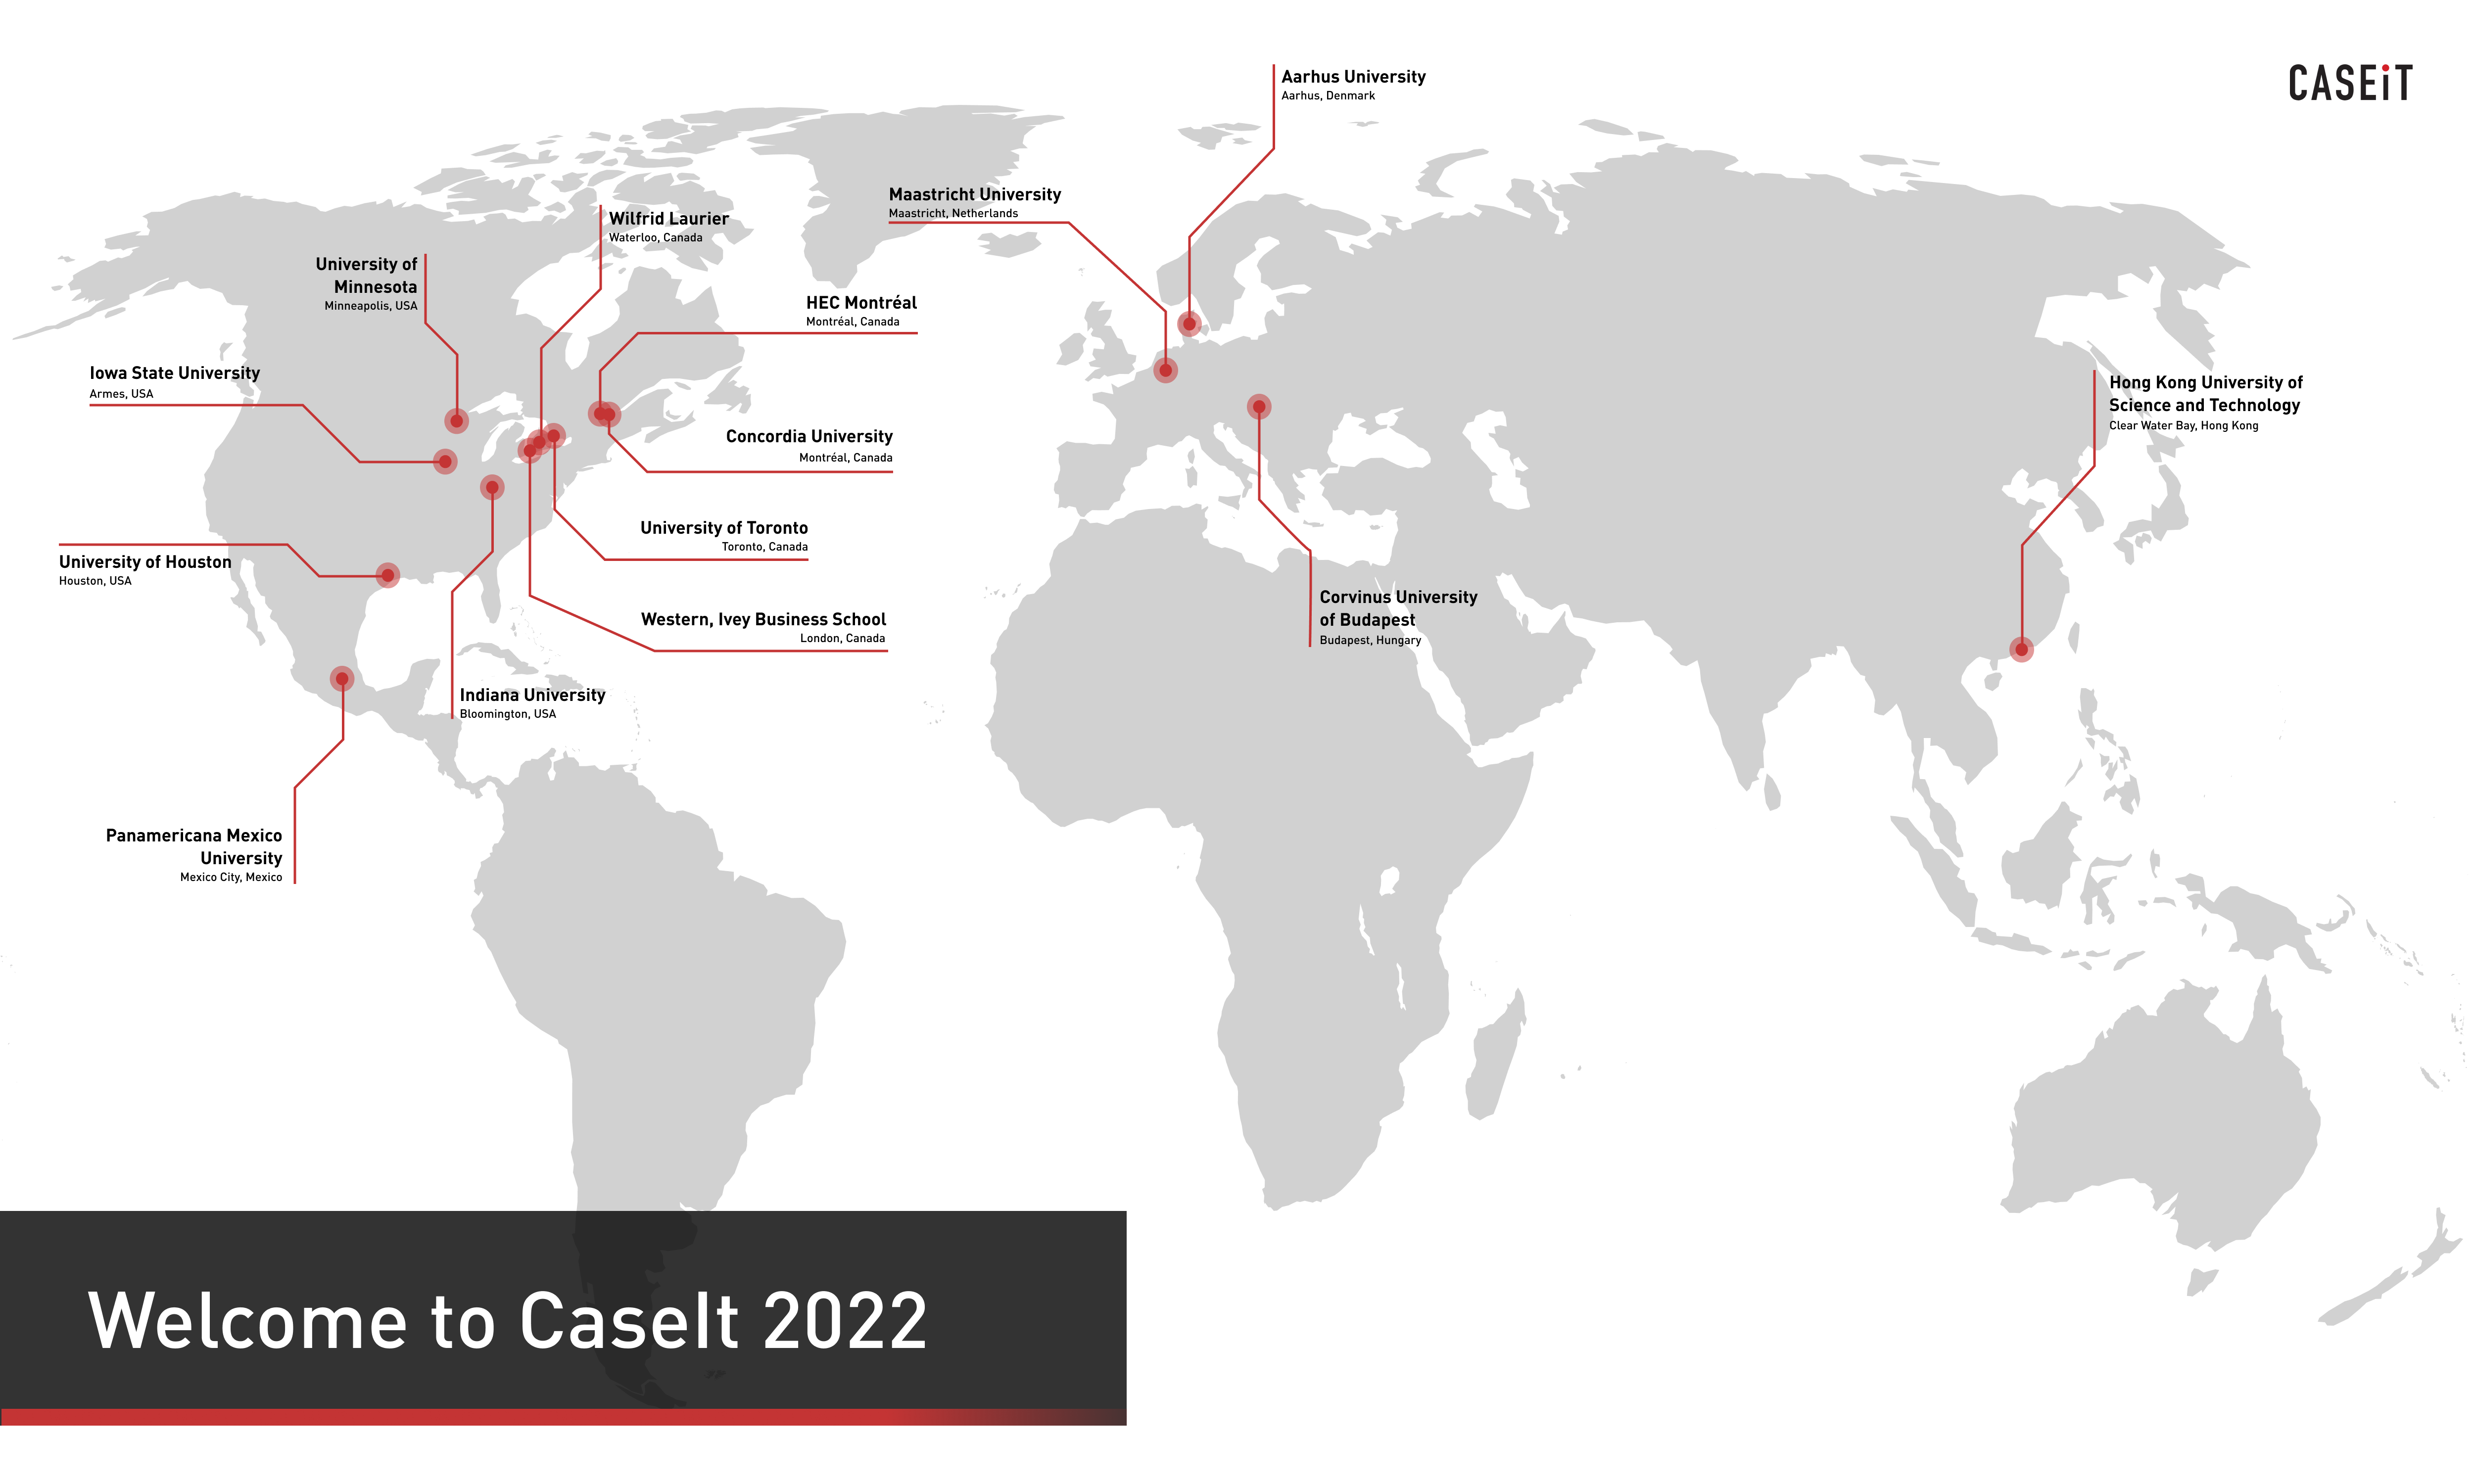 CASEiT
Aarhus University
Aarhus, Denmark
Maastricht University
Maastricht, Netherlands
Wilfrid Laurier
Waterloo, Canada
University of
Minnesota
Minneapolis, USA
HEC Montréal
Montréal, Canada
Iowa State University
Armes, USA
Hong Kong University of
Science and Technology
Clear Water Bay, Hong Kong
Concordia University
Montréal, Canada
University of Toronto
Toronto, Canada
University of Houston
Houston, USA
Corvinus University
of Budapest
Budapest, Hungary
Western, Ivey Business School
London, Canada
Indiana University
Bloomington, USA
Panamericana Mexico
University
Mexico City, Mexico
Welcome to CaseIt 2022